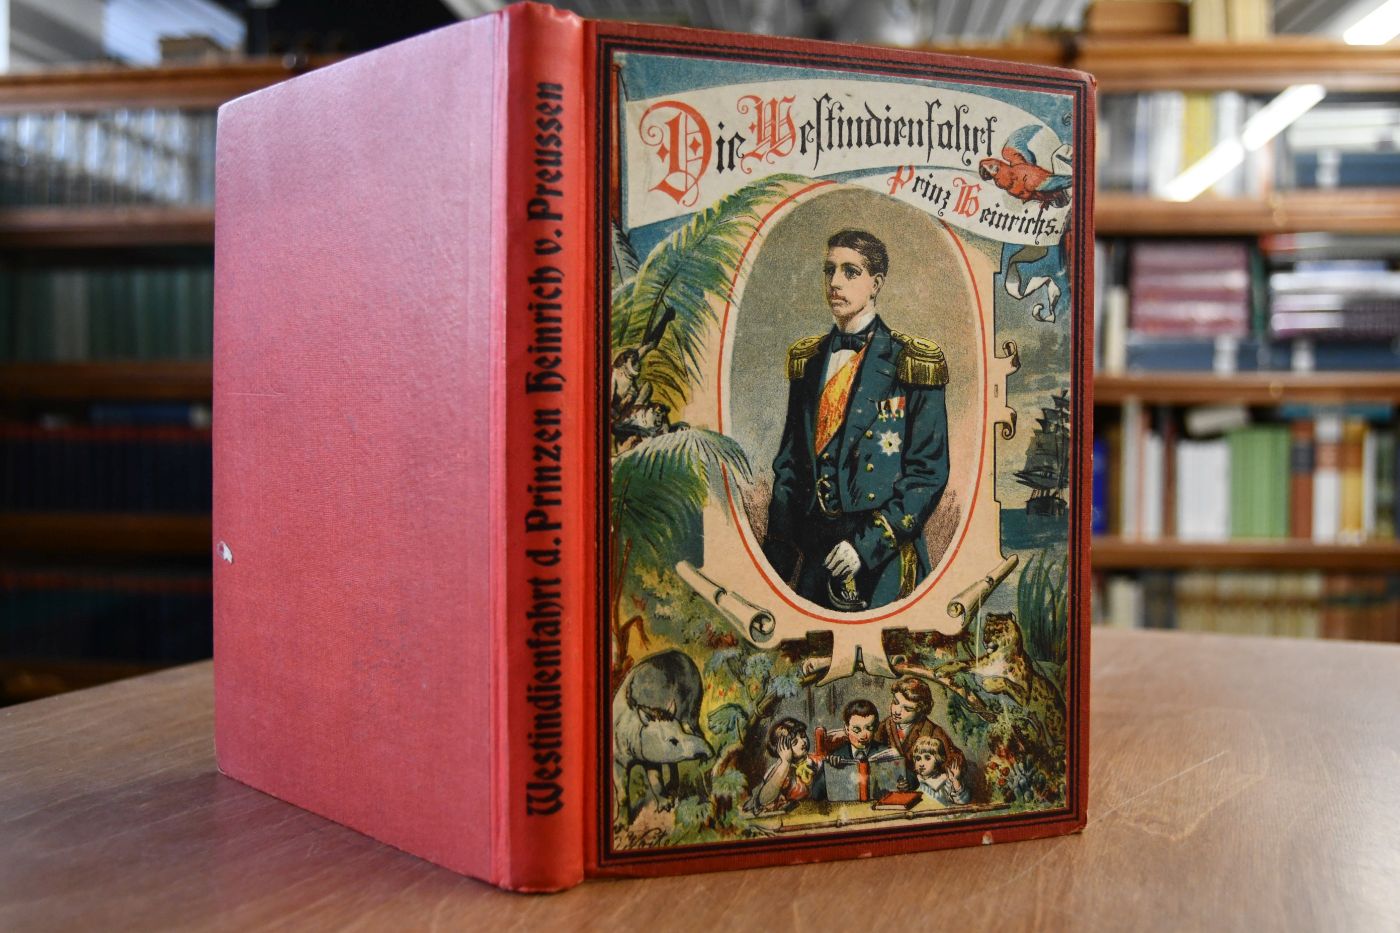 Westindienfahrt d. Prinzen Heinrich v. Preussen
Die Westindienfahrt
Prinz Heinrichs.